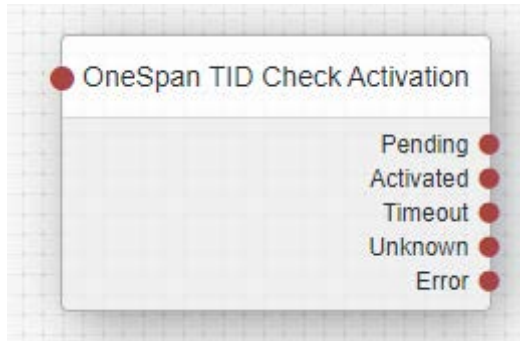 OneSpan TID Check Activation
Pending
Activated
Timeout
Unknown
Error